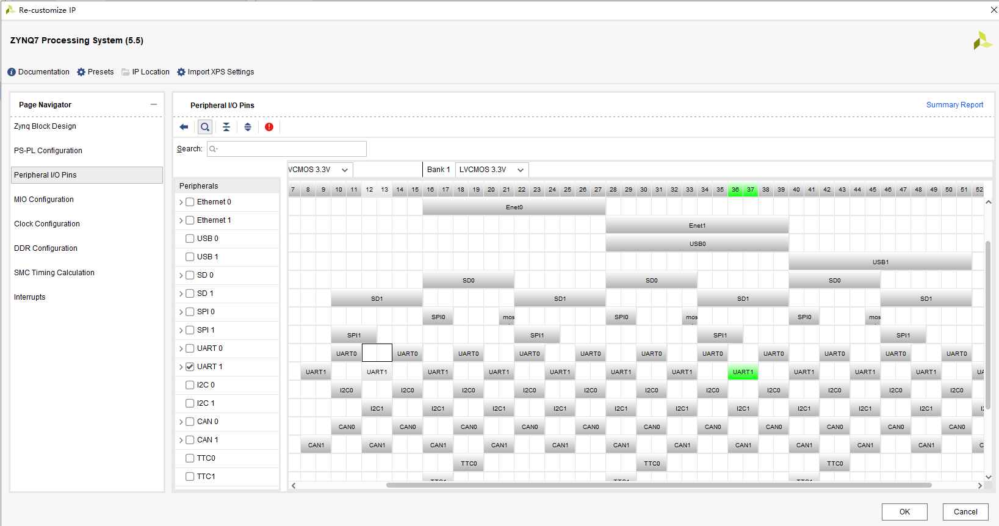 Re-customize IP
ZYNQ7 Processing System (5.5)
Documentation Presets IP Location Import XPS Settings
Page Navigator
Zynq Block Design
PS-PL Configuration
Peripheral I/O Pins
MIO Configuration
Clock Configuration
DDR Configuration
SMC Timing Calculation
Interrupts
Peripheral I/O Pins Summary Report
Search:
VCMOS 3.3V Bank 1 LVCMOS 3.3V
Peripherals 7 8 9 10 11 12 13 14 15 16 17 18 19 20 21 22 23 24 25 26 27 28 29 30 31 32 33 34 35 36 37 38 39 40 41 42 43 44 45 46 47 48 49 50 51 52
Ethernet 0 Enet0
Ethernet 1 Enet1
USB 0 USB0
USB 1 USB1
SD 0 SD0 SD0 SD0
SD 1 SD1 SD1 SD1 SD1
SPI 0 SPI0 mos SPI0 mos SPI0 mos
SPI 1 SPI1 SPI1 SPI1 SPI1
UART 0 UART0 UART0 UART0 UART0 UART0 UART0 UART0 UART0 UART0 UART0 UART0
UART 1 UART1 UART1 UART1 UART1 UART1 UART1 UART1 UART1 UART1 UART1 UART1 UA
I2C 0 I2C0 I2C0 I2C0 I2C0 I2C0 I2C0 I2C0 I2C0 I2C0 I2C0 I2C0
I2C 1 I2C1 I2C1 I2C1 I2C1 I2C1 I2C1 I2C1 I2C1 I2C1 I2C1
CAN 0 CAN0 CAN0 CAN0 CAN0 CAN0 CAN0 CAN0 CAN0 CAN0 CAN0 CAN0
CAN 1 CAN1 CAN1 CAN1 CAN1 CAN1 CAN1 CAN1 CAN1 CAN1 CAN1 CAN1 C
TTC0 TTC0 TTC0 TTC0
TTC1 TTC1 TTC1 TTC1
OK Cancel